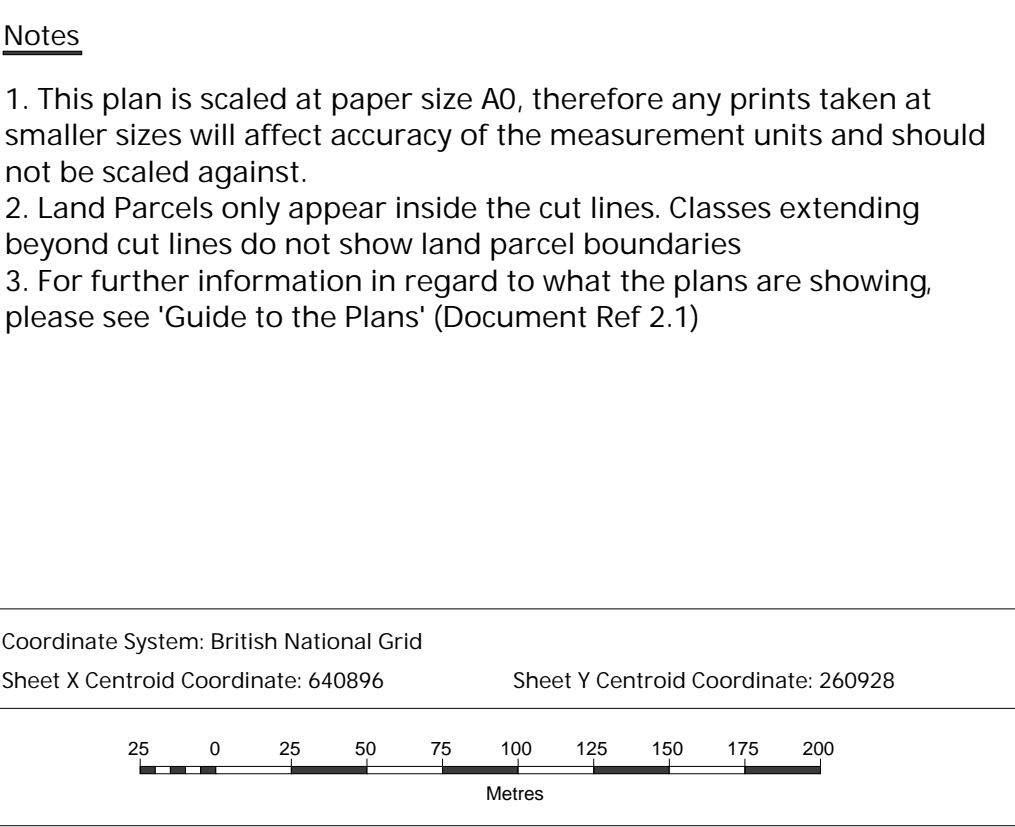 Notes
1. This plan is scaled at paper size A0, therefore any prints taken at
smaller sizes will affect accuracy of the measurement units and should
not be scaled against.
2. Land Parcels only appear inside the cut lines. Classes extending
beyond cut lines do not show land parcel boundaries
3. For further information in regard to what the plans are showing,
please see 'Guide to the Plans' (Document Ref 2.1)
Coordinate System: British National Grid
Sheet X Centroid Coordinate: 640896 Sheet Y Centroid Coordinate: 260928
25 0 25 50 75 100 125 150 175 200
Metres